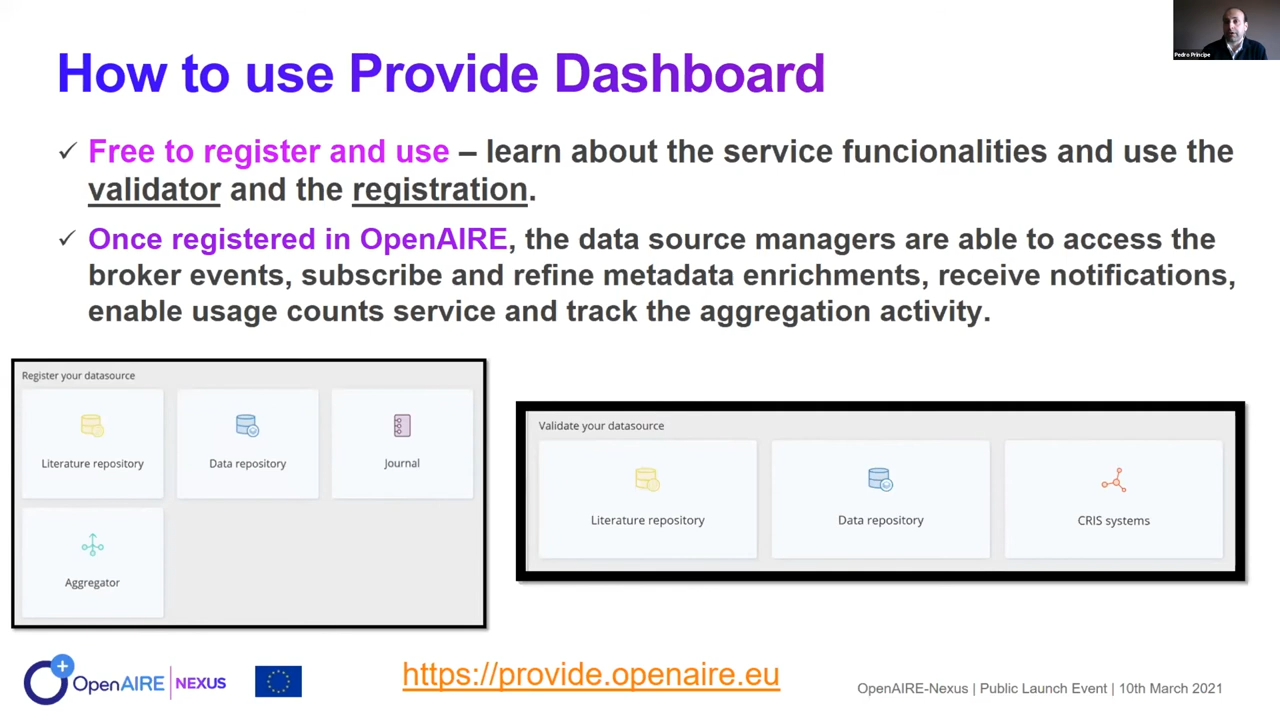 Pedro Príncipe
How to use Provide Dashboard
✓ Free to register and use – learn about the service funcionalities and use the
validator and the registration.
✓ Once registered in OpenAIRE, the data source managers are able to access the
broker events, subscribe and refine metadata enrichments, receive notifications,
enable usage counts service and track the aggregation activity.
Register your datasource
Literature repository
Data repository
Journal
Aggregator
Validate your datasource
Literature repository
Data repository
CRIS systems
OpenAIRE NEXUS
https://provide.openaire.eu
OpenAIRE-Nexus | Public Launch Event | 10th March 2021